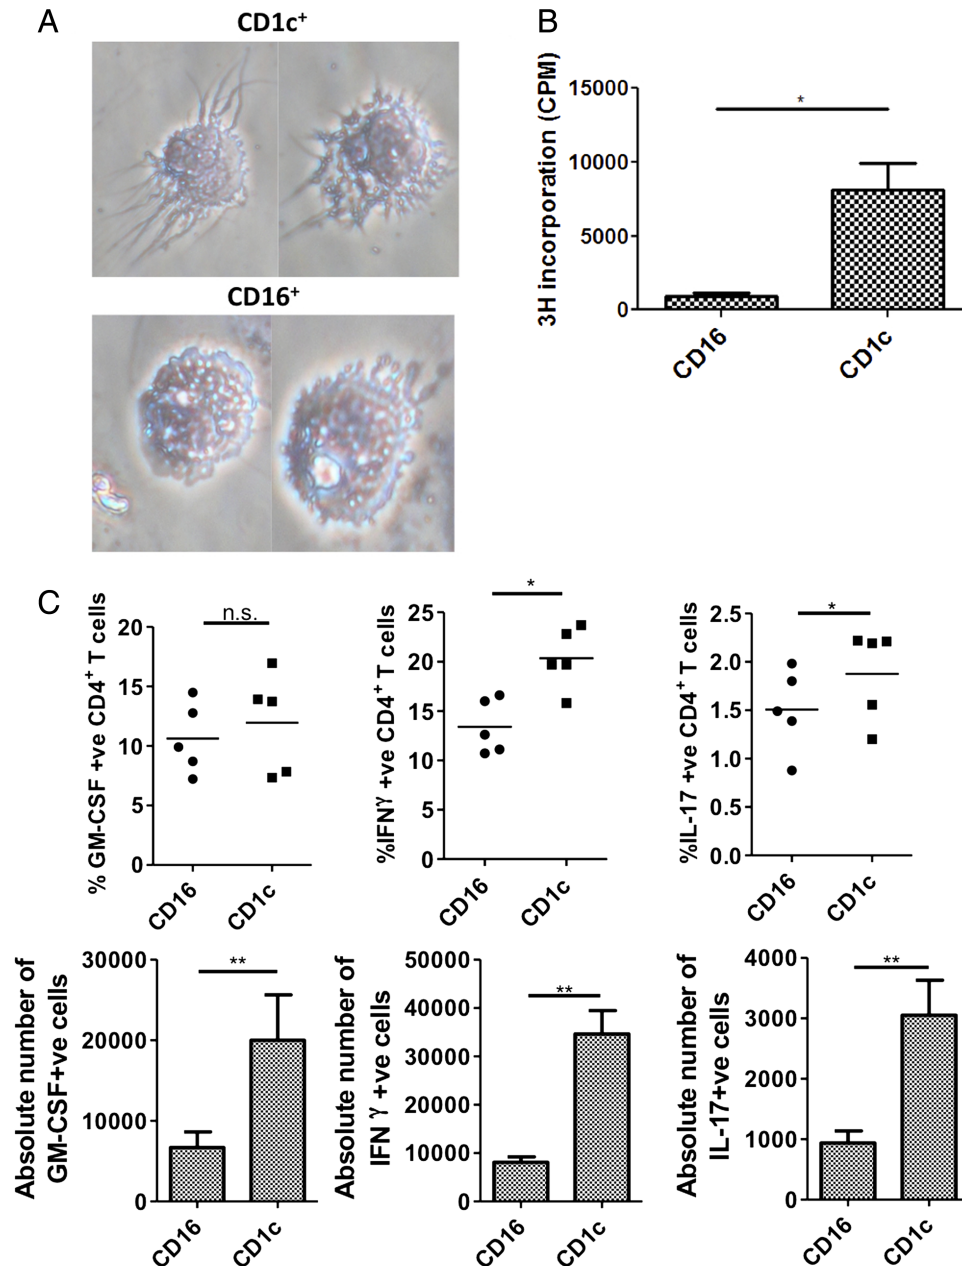 A
CD1c+
CD16+
B
3H incorporation (CPM)
15000
10000
5000
0
*
CD16
CD1c
C
% GM-CSF +ve CD4+ T cells
20
15
10
5
0
n.s.
CD16
CD1c
%IFNγ +ve CD4+ T cells
25
20
15
10
5
0
*
CD16
CD1c
%IL-17 +ve CD4+ T cells
2.5
2.0
1.5
1.0
0.5
0.0
*
CD16
CD1c
Absolute number of
GM-CSF+ve cells
30000
20000
10000
0
**
CD16
CD1c
Absolute number of
IFN γ +ve cells
50000
40000
30000
20000
10000
0
**
CD16
CD1c
Absolute number of
IL-17+ve cells
4000
3000
2000
1000
0
**
CD16
CD1c